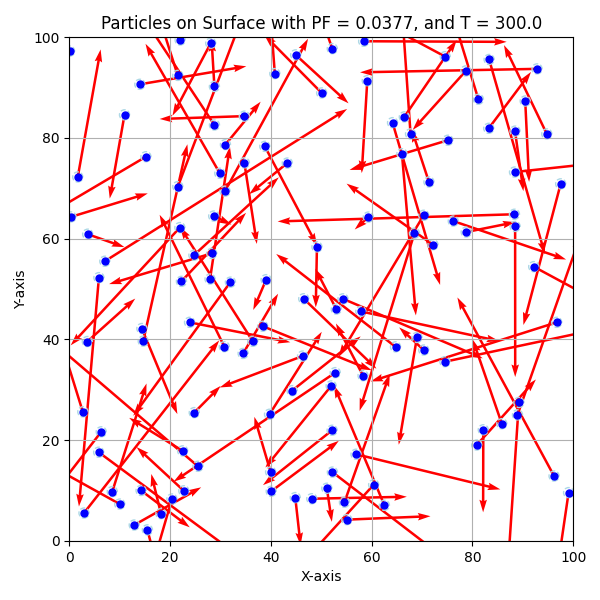 Particles on Surface with PF = 0.0377, and T = 300.0
100
80
60
40
20
0
Y-axis
0 20 40 60 80 100
X-axis